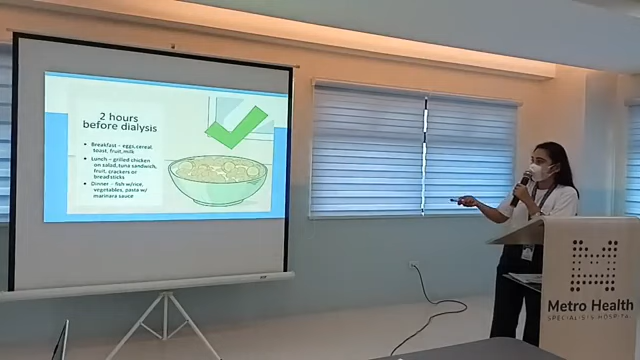 2 hours
before dialysis
• Breakfast – eggs,cereal,
toast, fruit,milk
• Lunch – grilled chicken
on salad,tuna sandwich,
fruit, crackers or
breadsticks
• Dinner – fish w/rice,
vegetables, pasta w/
marinara sauce
Metro Health
SPECIALISTS HOSPITAL